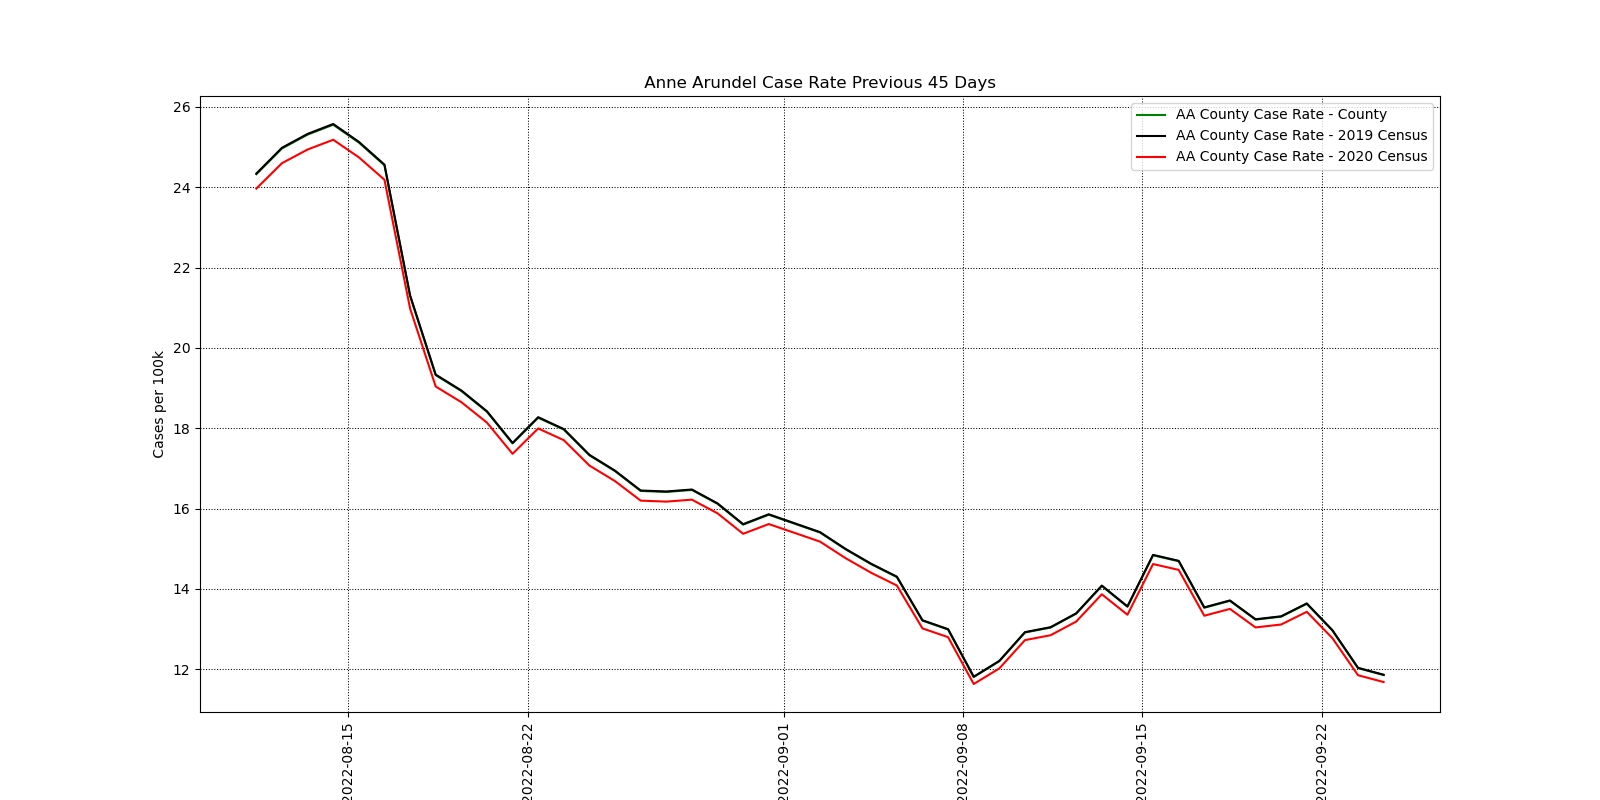 Anne Arundel Case Rate Previous 45 Days
AA County Case Rate - County
AA County Case Rate - 2019 Census
AA County Case Rate - 2020 Census
Cases per 100k
26
24
22
20
18
16
14
12
2022-08-15
2022-08-22
2022-09-01
2022-09-08
2022-09-15
2022-09-22